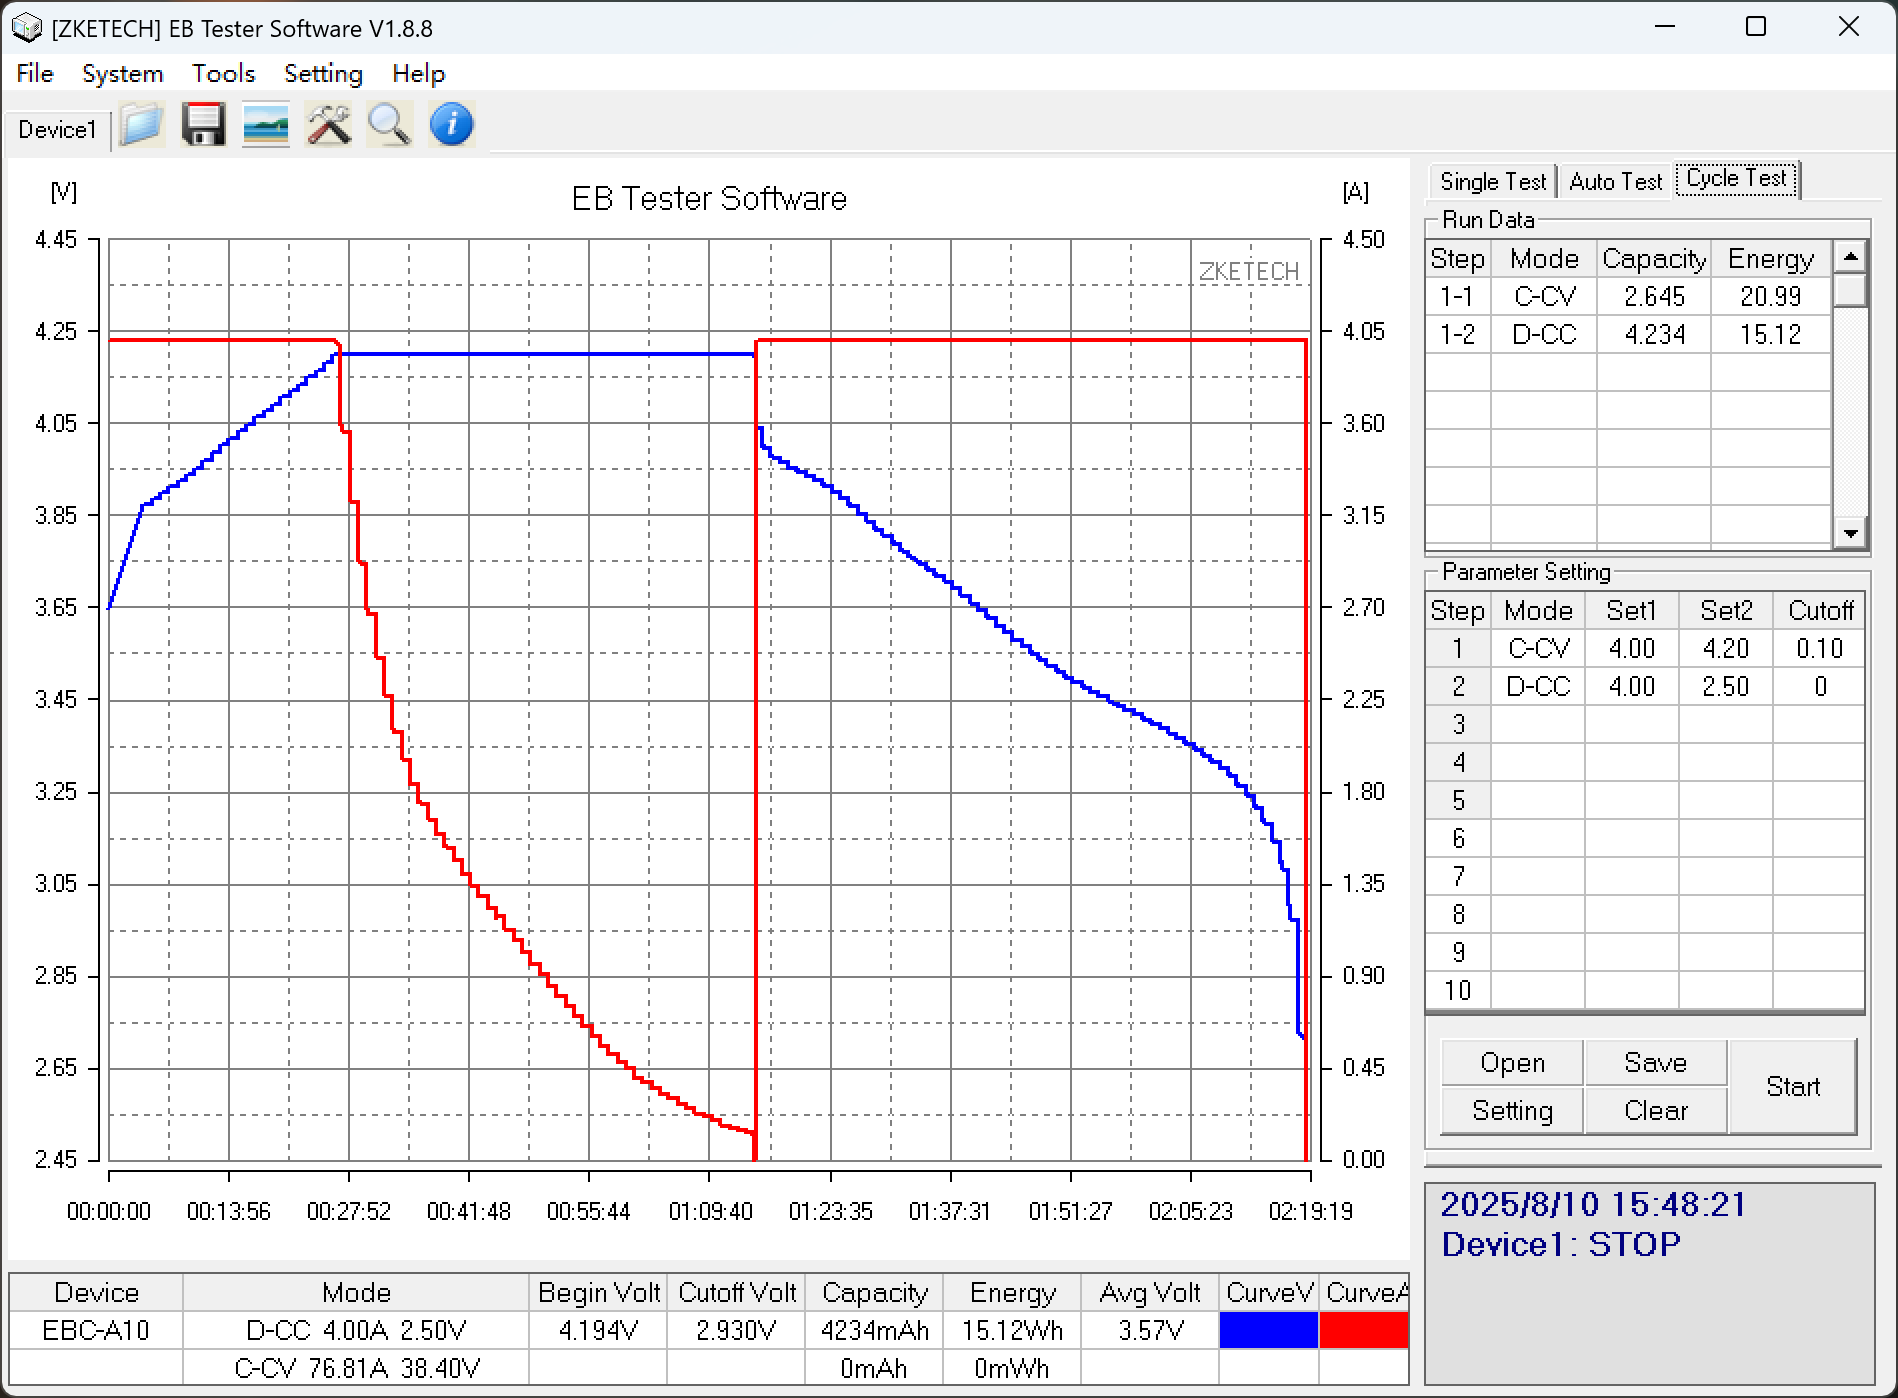 [ZKETECH] EB Tester Software V1.8.8
File System Tools Setting Help
Device1
[V] EB Tester Software [A]
ZKETECH
4.45
4.25
4.05
3.85
3.65
3.45
3.25
3.05
2.85
2.65
2.45
4.50
4.05
3.60
3.15
2.70
2.25
1.80
1.35
0.90
0.45
0.00
00:00:00 00:13:56 00:27:52 00:41:48 00:55:44 01:09:40 01:23:35 01:37:31 01:51:27 02:05:23 02:19:19
Device Mode Begin Volt Cutoff Volt Capacity Energy Avg Volt CurveV CurveA
EBC-A10 D-CC 4.00A 2.50V 4.194V 2.930V 4234mAh 15.12Wh 3.57V
C-CV 76.81A 38.40V 0mAh 0mWh
Single Test Auto Test Cycle Test
Run Data
Step Mode Capacity Energy
1-1 C-CV 2.645 20.99
1-2 D-CC 4.234 15.12
Parameter Setting
Step Mode Set1 Set2 Cutoff
1 C-CV 4.00 4.20 0.10
2 D-CC 4.00 2.50 0
3
4
5
6
7
8
9
10
Open Save Start
Setting Clear
2025/8/10 15:48:21
Device1: STOP